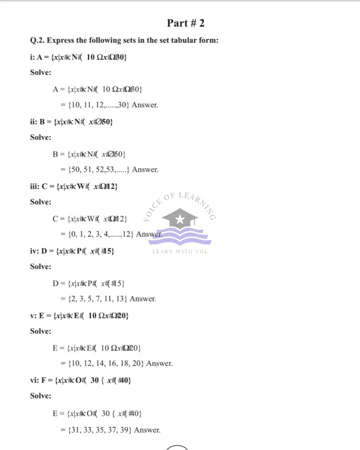 Part # 2
Q.2. Express the following sets in the set tabular form:
i: A = {x|x N 10 x 30}
Solve:
A = {x|x N 10 x 30}
= {10, 11, 12,.....,30} Answer.
ii: B = {x|x N x 50}
Solve:
B = {x|x N x 50}
= {50, 51, 52,53,.....} Answer.
iii: C = {x|x W x 12}
Solve:
C = {x|x W x 12}
= {0, 1, 2, 3, 4,.....,12} Answer.
VOICE OF LEARNING
LEARN WITH VOL
iv: D = {x|x P x 15}
Solve:
D = {x|x P x 15}
= {2, 3, 5, 7, 11, 13} Answer.
v: E = {x|x E 10 x 20}
Solve:
E = {x|x E 10 x 20}
= {10, 12, 14, 16, 18, 20} Answer.
vi: F = {x|x O 30 { x 40}
Solve:
E = {x|x O 30 { x 40}
= {31, 33, 35, 37, 39} Answer.